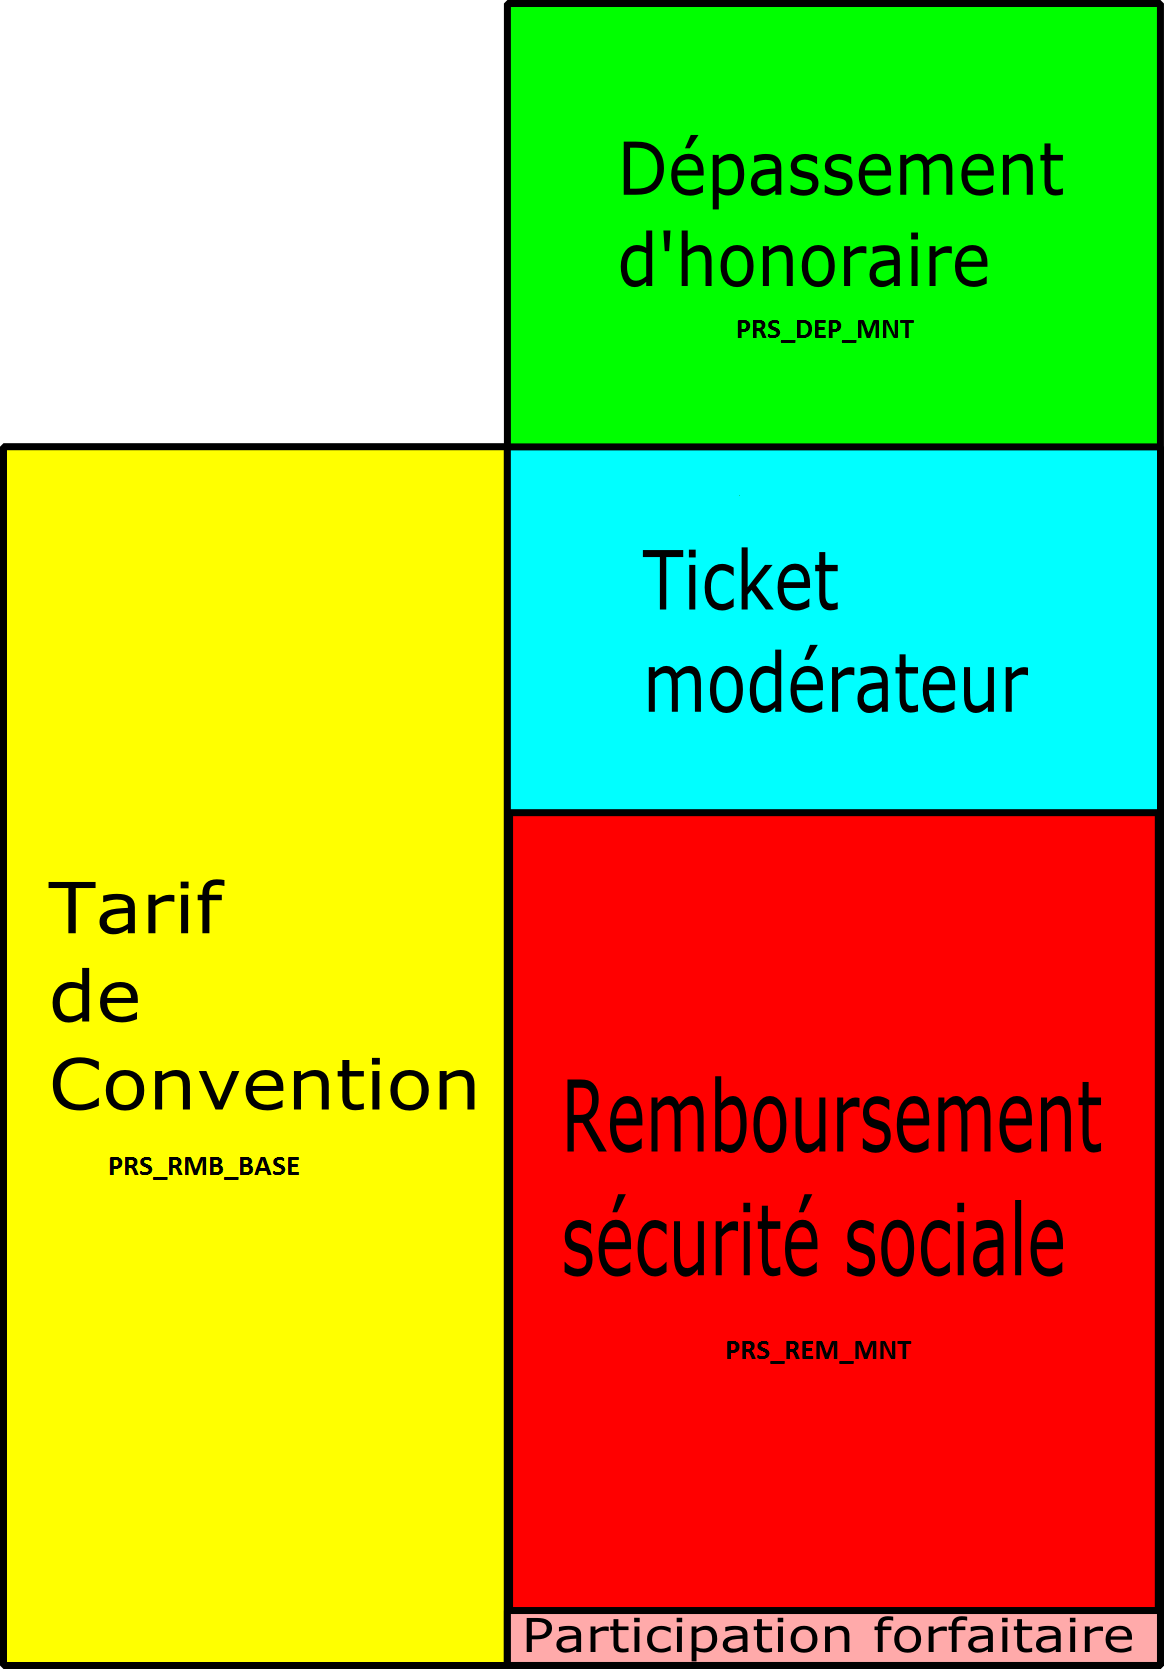 Dépassement
d'honoraire
PRS_DEP_MNT
Ticket
modérateur
Tarif
de
Convention
PRS_RMB_BASE
Remboursement
sécurité sociale
PRS_REM_MNT
Participation forfaitaire